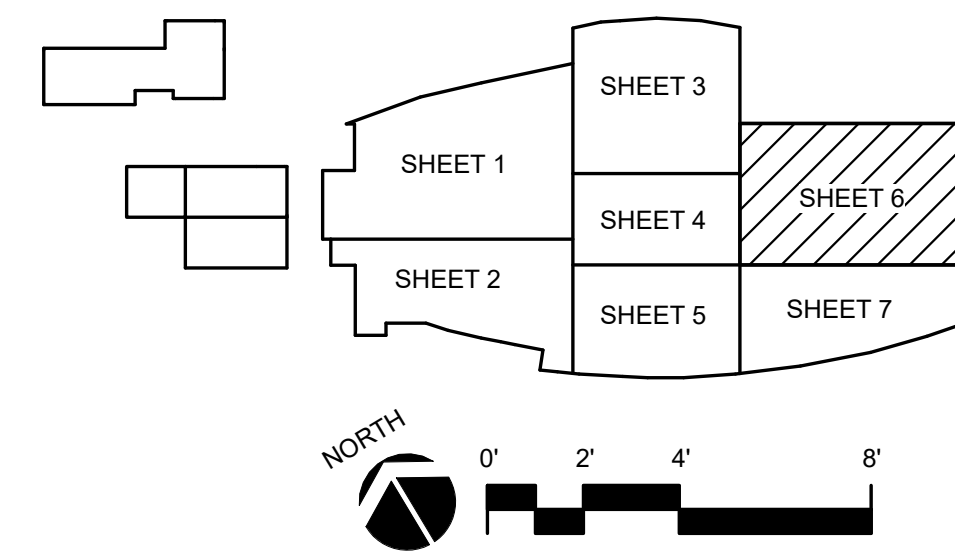 SHEET 3
SHEET 1
SHEET 6
SHEET 4
SHEET 2
SHEET 5
SHEET 7
NORTH
0' 2' 4' 8'